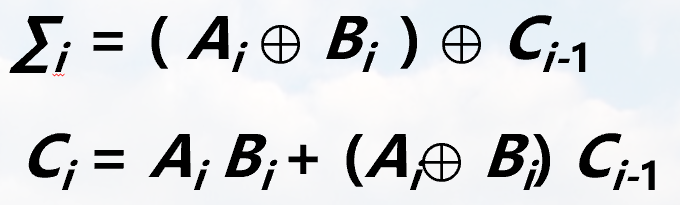 ∑i = ( Ai ⊕ Bi ) ⊕ Ci-1
Ci = Ai Bi + (Ai⊕ Bi) Ci-1